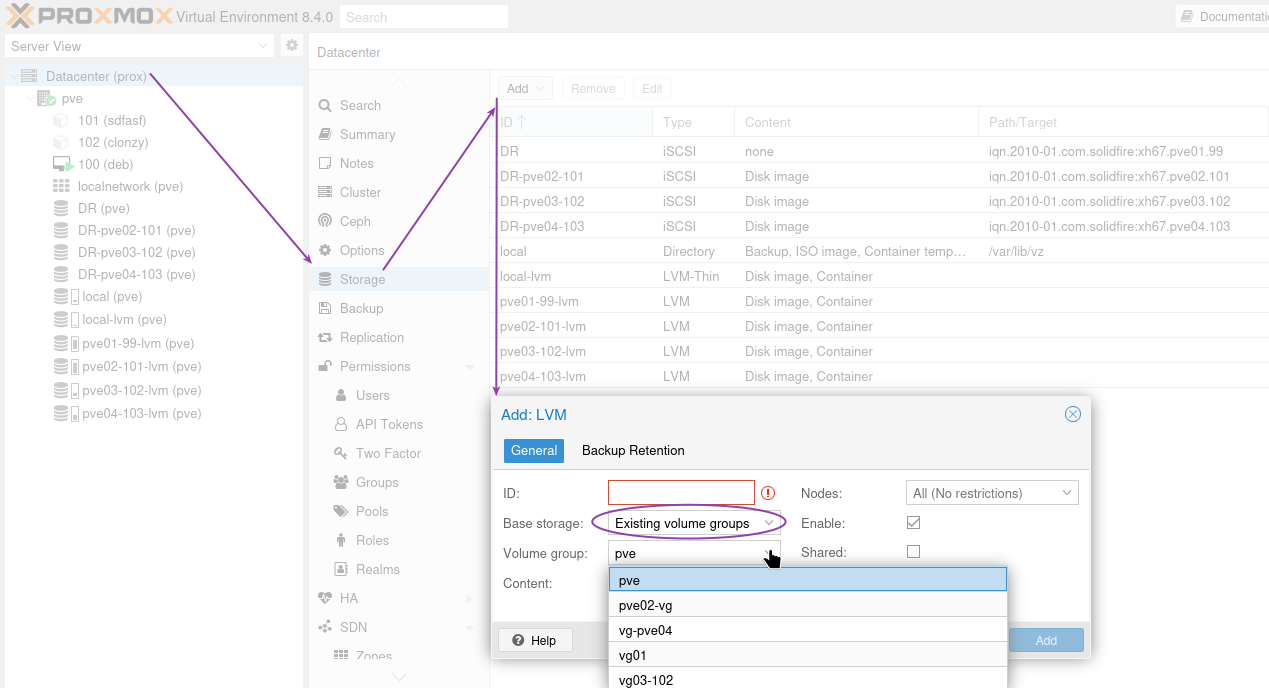 PROXMOX Virtual Environment 8.4.0 Search
Server View
Datacenter (prox)
pve
101 (sdfasf)
102 (clonzy)
100 (deb)
localnetwork (pve)
DR (pve)
DR-pve02-101 (pve)
DR-pve03-102 (pve)
DR-pve04-103 (pve)
local (pve)
local-lvm (pve)
pve01-99-lvm (pve)
pve02-101-lvm (pve)
pve03-102-lvm (pve)
pve04-103-lvm (pve)
Datacenter
Search
Summary
Notes
Cluster
Ceph
Options
Storage
Backup
Replication
Permissions
Users
API Tokens
Two Factor
Groups
Pools
Roles
Realms
HA
SDN
Zones
Add Remove Edit
ID Type Content Path/Target
DR iSCSI none iqn.2010-01.com.solidfire:xh67.pve01.99
DR-pve02-101 iSCSI Disk image iqn.2010-01.com.solidfire:xh67.pve02.101
DR-pve03-102 iSCSI Disk image iqn.2010-01.com.solidfire:xh67.pve03.102
DR-pve04-103 iSCSI Disk image iqn.2010-01.com.solidfire:xh67.pve04.103
local Directory Backup, ISO image, Container temp… /var/lib/vz
local-lvm LVM-Thin Disk image, Container
pve01-99-lvm LVM Disk image, Container
pve02-101-lvm LVM Disk image, Container
pve03-102-lvm LVM Disk image, Container
pve04-103-lvm LVM Disk image, Container
Add: LVM
General Backup Retention
ID: Nodes: All (No restrictions)
Base storage: Existing volume groups Enable:
Volume group: pve Shared:
Content:
pve
pve02-vg
vg-pve04
vg01
vg03-102
Help Add